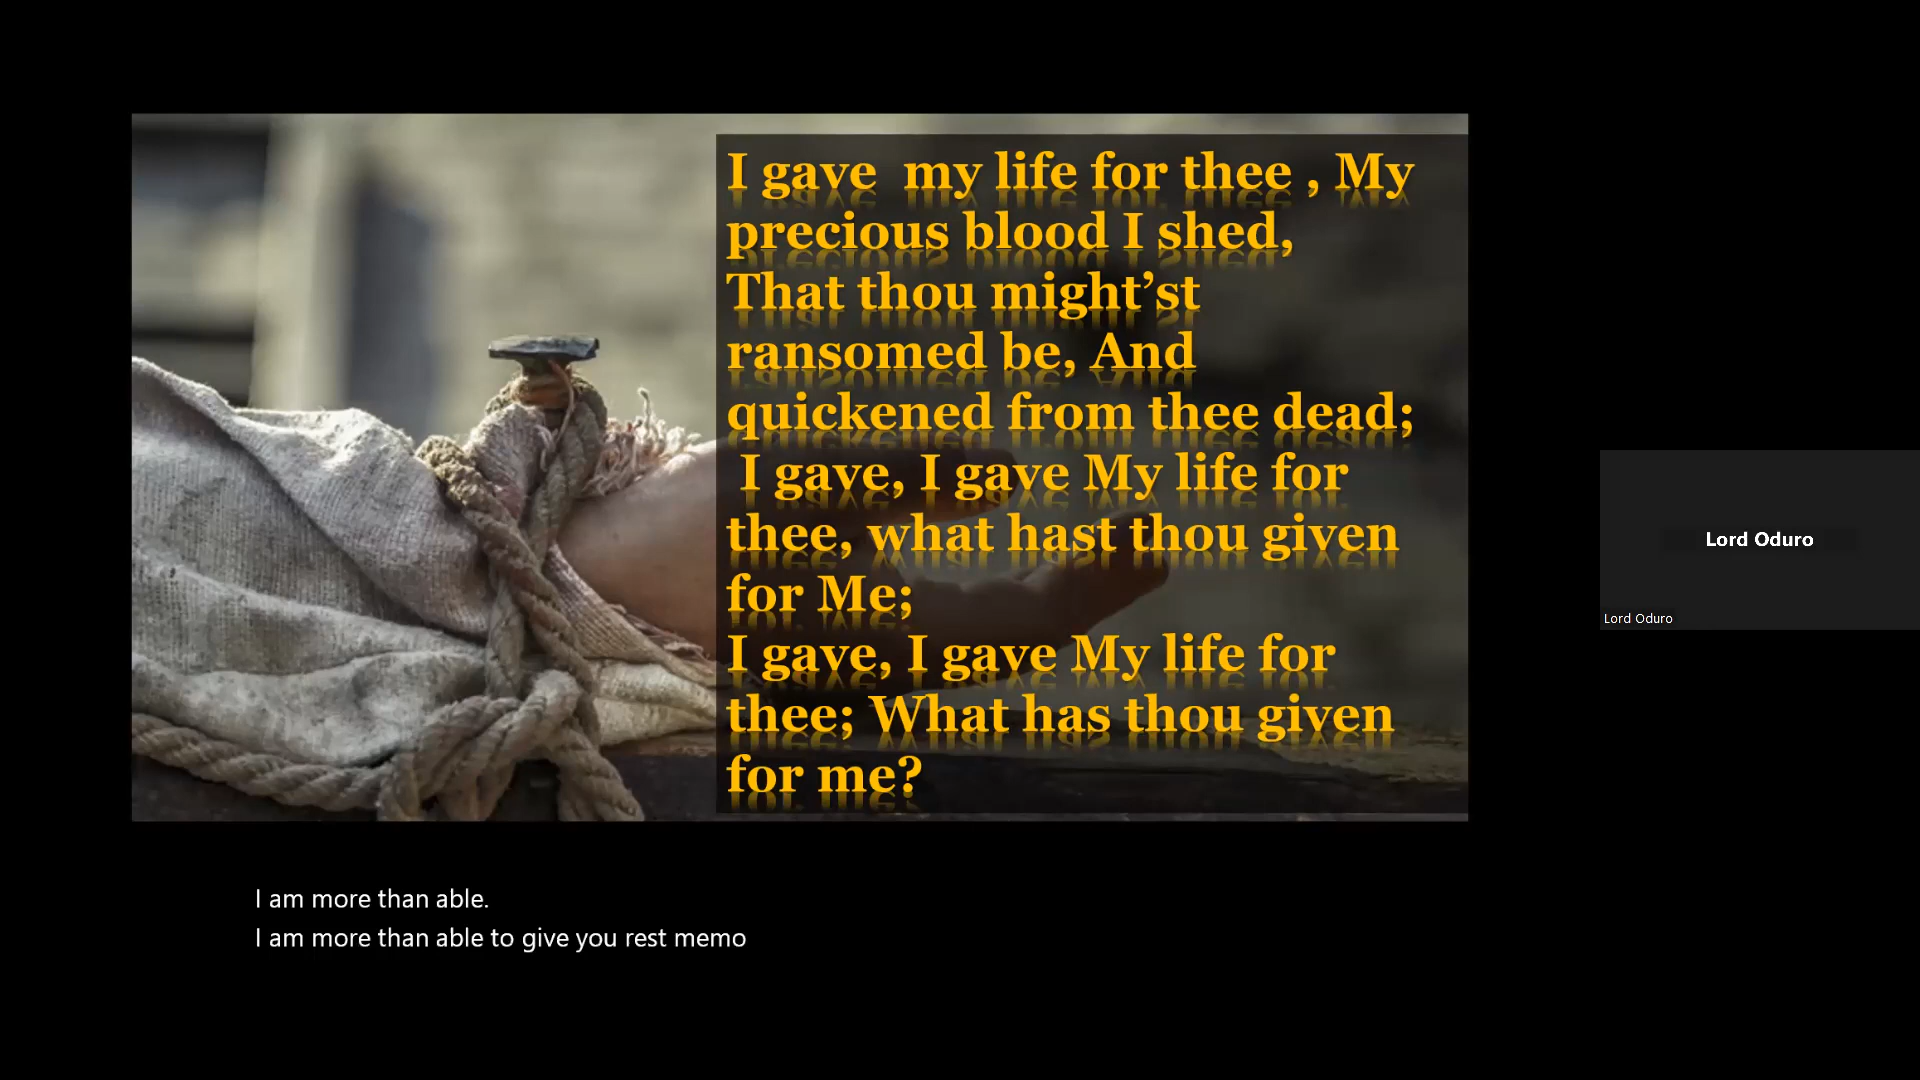 I gave  my life for thee , My
precious blood I shed,
That thou might’st
ransomed be, And
quickened from thee dead;
I gave, I gave My life for
thee, what hast thou given
for Me;
I gave, I gave My life for
thee; What has thou given
for me?
Lord Oduro
Lord Oduro
I am more than able.
I am more than able to give you rest memo